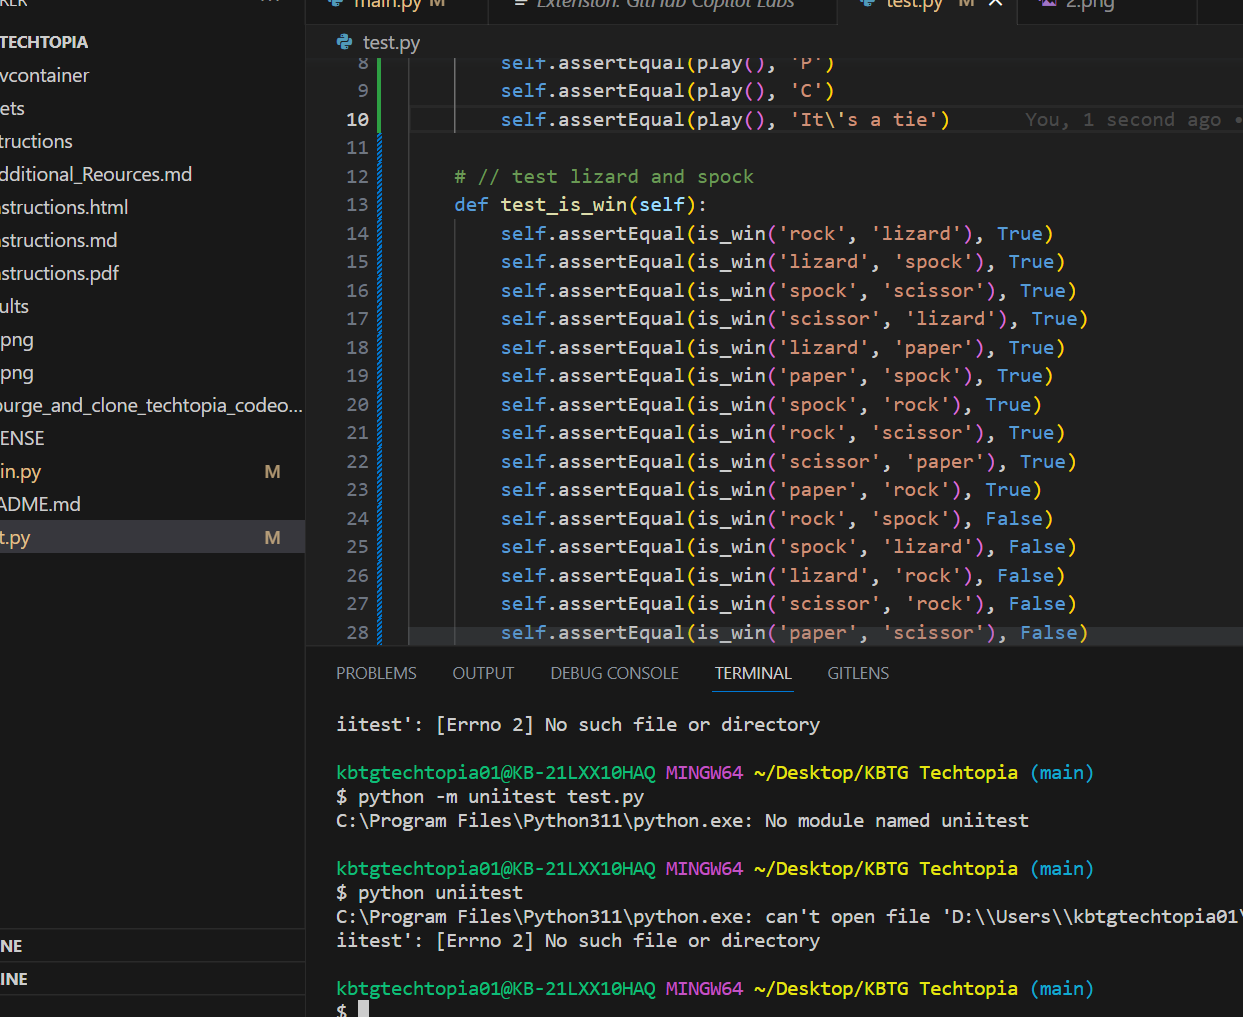 main.py M
Extension: GitHub Copilot Labs
test.py M
2.png
TECHTOPIA
vcontainer
ets
tructions
dditional_Reources.md
structions.html
structions.md
structions.pdf
ults
png
png
ourge_and_clone_techtopia_codeo...
ENSE
in.py M
ADME.md
t.py M
NE
INE
test.py
8 self.assertEqual(play(), 'P')
9 self.assertEqual(play(), 'C')
10 self.assertEqual(play(), 'It\'s a tie') You, 1 second ago •
11
12 # // test lizard and spock
13 def test_is_win(self):
14 self.assertEqual(is_win('rock', 'lizard'), True)
15 self.assertEqual(is_win('lizard', 'spock'), True)
16 self.assertEqual(is_win('spock', 'scissor'), True)
17 self.assertEqual(is_win('scissor', 'lizard'), True)
18 self.assertEqual(is_win('lizard', 'paper'), True)
19 self.assertEqual(is_win('paper', 'spock'), True)
20 self.assertEqual(is_win('spock', 'rock'), True)
21 self.assertEqual(is_win('rock', 'scissor'), True)
22 self.assertEqual(is_win('scissor', 'paper'), True)
23 self.assertEqual(is_win('paper', 'rock'), True)
24 self.assertEqual(is_win('rock', 'spock'), False)
25 self.assertEqual(is_win('spock', 'lizard'), False)
26 self.assertEqual(is_win('lizard', 'rock'), False)
27 self.assertEqual(is_win('scissor', 'rock'), False)
28 self.assertEqual(is_win('paper', 'scissor'), False)
PROBLEMS OUTPUT DEBUG CONSOLE TERMINAL GITLENS
iitest': [Errno 2] No such file or directory
kbtgtechtopia01@KB-21LXX10HAQ MINGW64 ~/Desktop/KBTG Techtopia (main)
$ python -m uniitest test.py
C:\Program Files\Python311\python.exe: No module named uniitest
kbtgtechtopia01@KB-21LXX10HAQ MINGW64 ~/Desktop/KBTG Techtopia (main)
$ python uniitest
C:\Program Files\Python311\python.exe: can't open file 'D:\\Users\\kbtgtechtopia01\
iitest': [Errno 2] No such file or directory
kbtgtechtopia01@KB-21LXX10HAQ MINGW64 ~/Desktop/KBTG Techtopia (main)
$